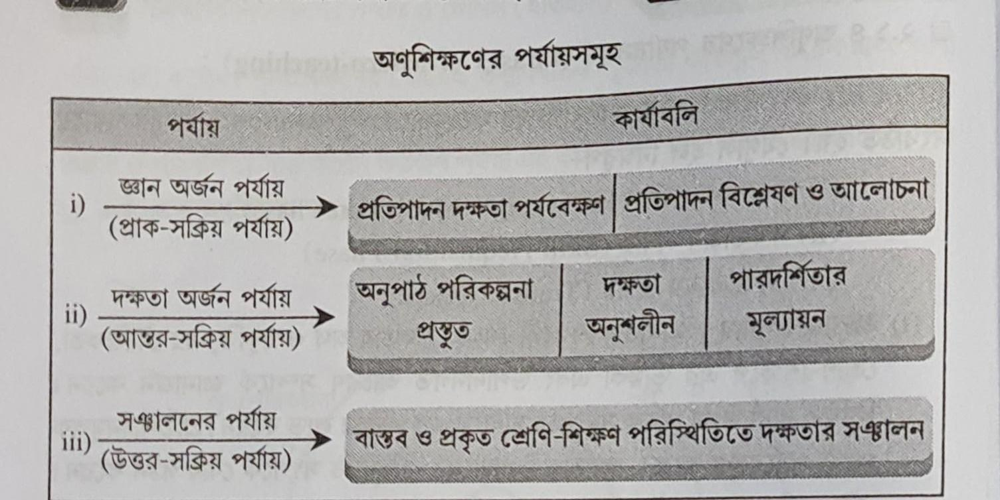 অণুশিক্ষণের পর্যায়সমূহ
পর্যায়
কার্যাবলি
i)
জ্ঞান অর্জন পর্যায়
(প্রাক-সক্রিয় পর্যায়)
প্রতিপাদন দক্ষতা পর্যবেক্ষণ
প্রতিপাদন বিশ্লেষণ ও আলোচনা
ii)
দক্ষতা অর্জন পর্যায়
(আন্তর-সক্রিয় পর্যায়)
অনুপাঠ পরিকল্পনা
প্রস্তুত
দক্ষতা
অনুশলীন
পারদর্শিতার
মূল্যায়ন
iii)
সঞ্চালনের পর্যায়
(উত্তর-সক্রিয় পর্যায়)
বাস্তব ও প্রকৃত শ্রেণি-শিক্ষণ পরিস্থিতিতে দক্ষতার সঞ্চালন